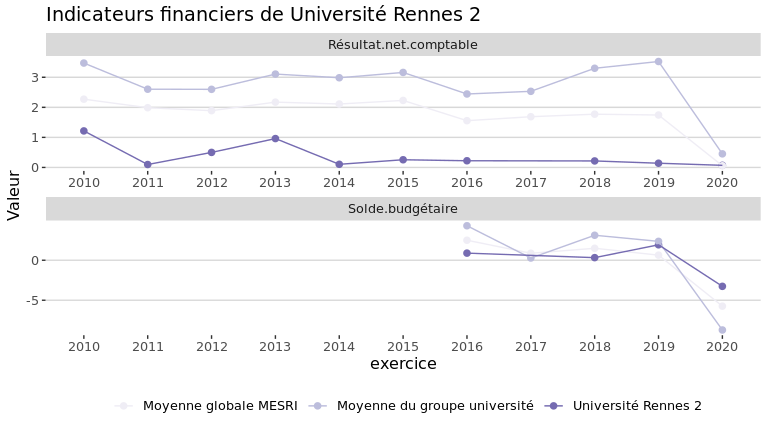 Indicateurs financiers de Université Rennes 2
Résultat.net.comptable
3
2
1
0
2010 2011 2012 2013 2014 2015 2016 2017 2018 2019 2020
Valeur
Solde.budgétaire
0
-5
2010 2011 2012 2013 2014 2015 2016 2017 2018 2019 2020
exercice
Moyenne globale MESRI Moyenne du groupe université Université Rennes 2